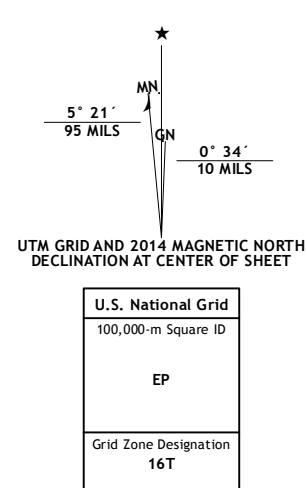 MN
5° 21´
95 MILS
GN
0° 34´
10 MILS
UTM GRID AND 2014 MAGNETIC NORTH
DECLINATION AT CENTER OF SHEET
U.S. National Grid
100,000-m Square ID
EP
Grid Zone Designation
16T